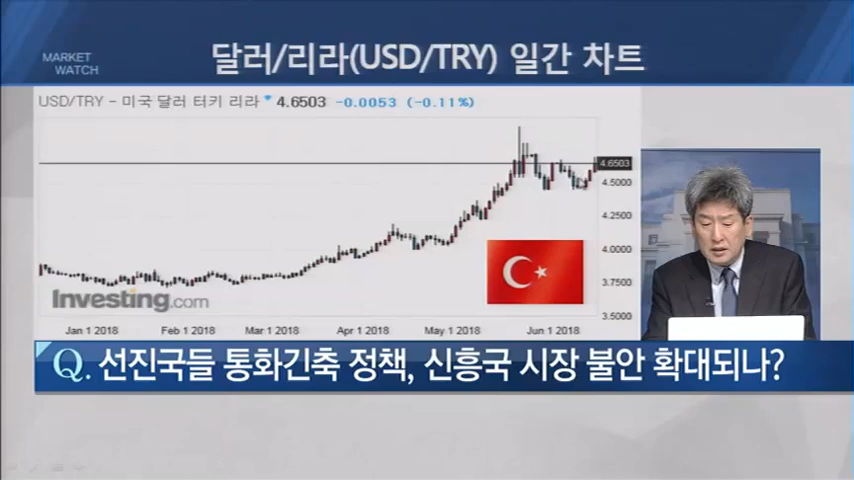 MARKET
WATCH
달러/리라(USD/TRY) 일간 차트
USD/TRY - 미국 달러 터키 리라 4.6503 -0.0053 (-0.11%)
4.6503
4.5000
4.2500
4.0000
3.7500
3.5000
Investing.com
Jan 1 2018 Feb 1 2018 Mar 1 2018 Apr 1 2018 May 1 2018 Jun 1 2018
Q. 선진국들 통화긴축 정책, 신흥국 시장 불안 확대되나?